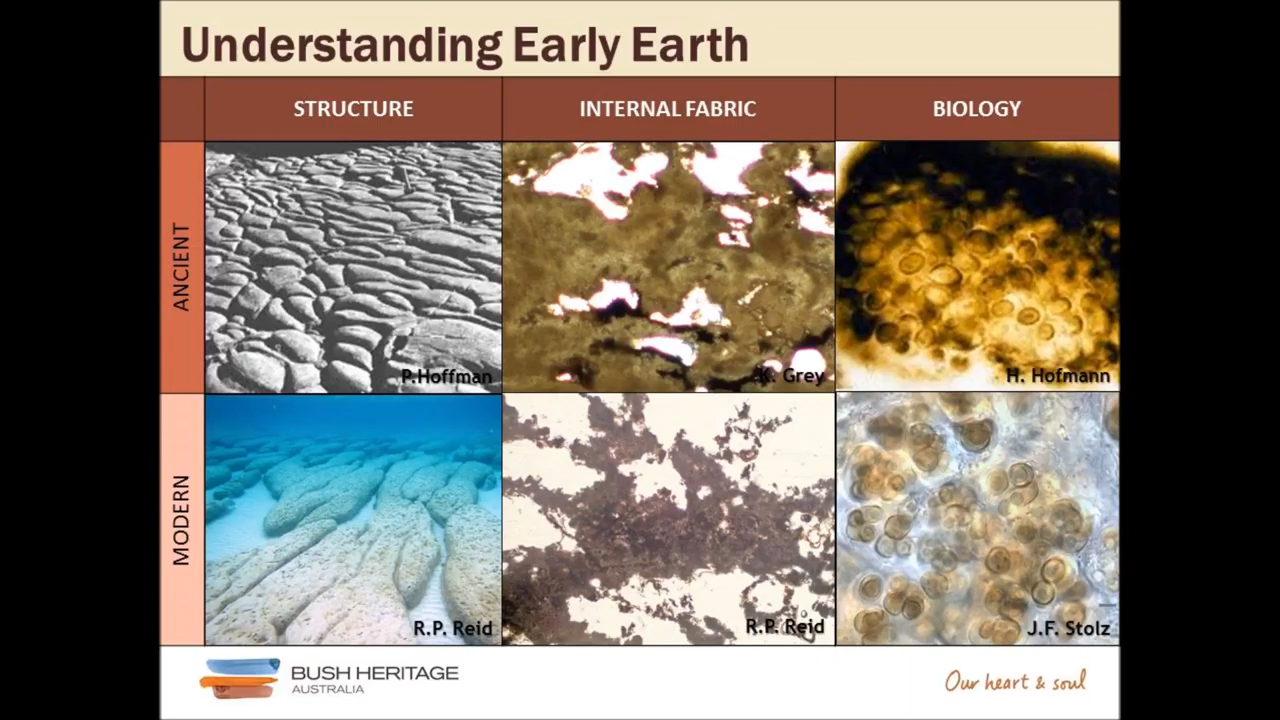 Understanding Early Earth
STRUCTURE
INTERNAL FABRIC
BIOLOGY
ANCIENT
P.Hoffman
K. Grey
H. Hofmann
MODERN
R.P. Reid
R.P. Reid
J.F. Stolz
BUSH HERITAGE
AUSTRALIA
Our heart & soul